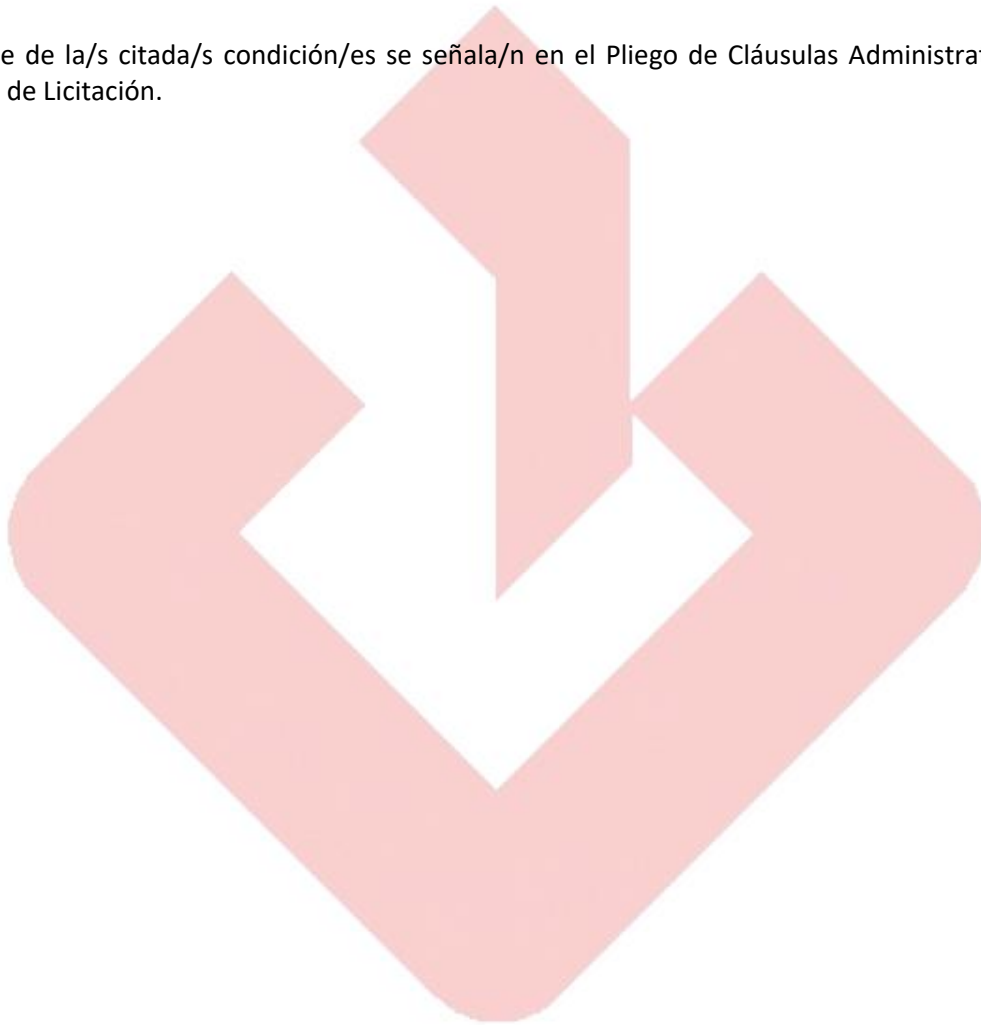 e de la/s citada/s condición/es se señala/n en el Pliego de Cláusulas Administrat
de Licitación.